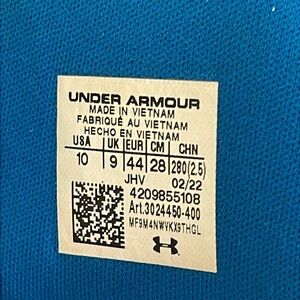 UNDER ARMOUR
MADE IN VIETNAM
FABRIQUÉ AU VIETNAM
HECHO EN VIETNAM
USA UK EUR CM CHN
10 9 44 28 280(2.5)
JHV 02/22
4209855108
Art.3024450-400
MF9M4NWVKX9THGL